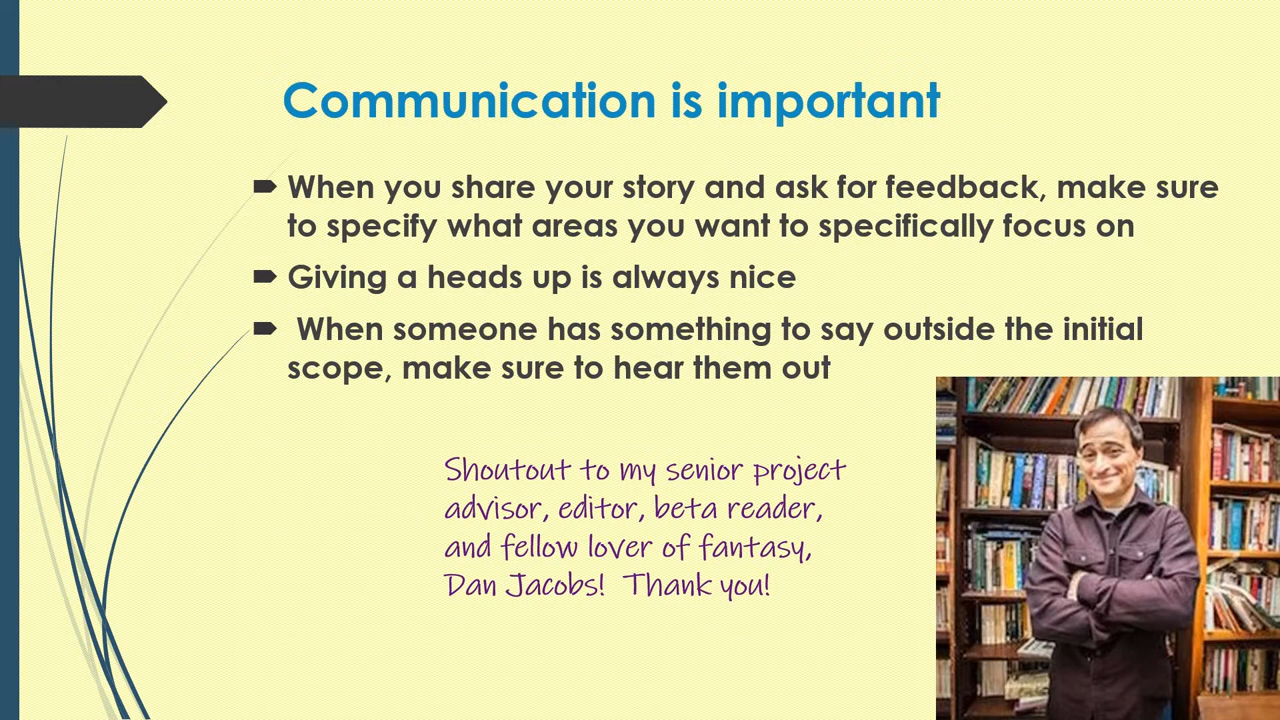 Communication is important
When you share your story and ask for feedback, make sure
to specify what areas you want to specifically focus on
Giving a heads up is always nice
When someone has something to say outside the initial
scope, make sure to hear them out
Shoutout to my senior project
advisor, editor, beta reader,
and fellow lover of fantasy,
Dan Jacobs!  Thank you!